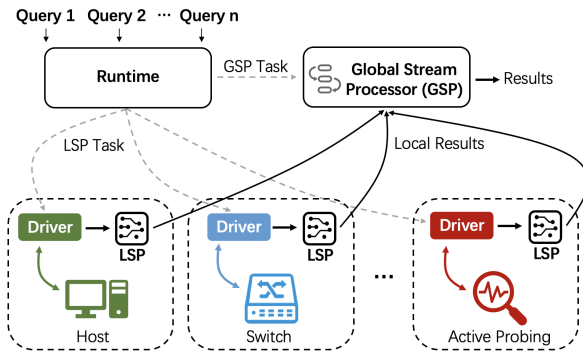 Query 1 Query 2 ··· Query n
Runtime
GSP Task
Global Stream
Processor (GSP)
Results
LSP Task
Local Results
Driver
LSP
Host
Driver
LSP
Switch
···
Driver
LSP
Active Probing